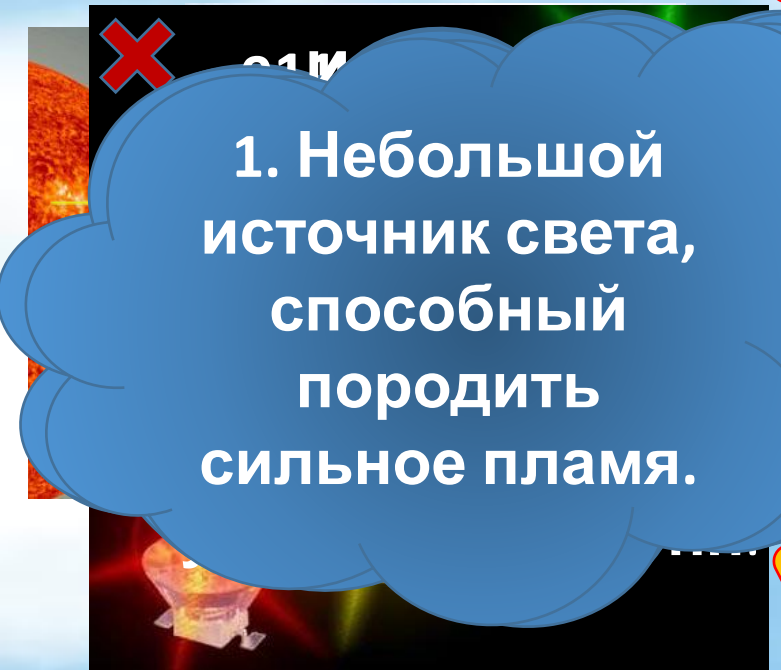 1. Небольшой
источник света,
способный
породить
сильное пламя.